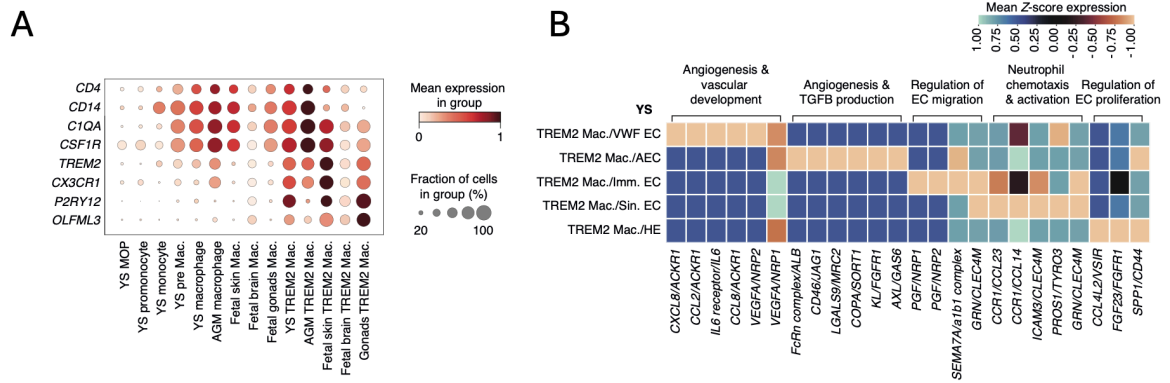 A
CD4
CD14
C1QA
CSF1R
TREM2
CX3CR1
P2RY12
OLFML3
YS MOP
YS promonocyte
YS monocyte
YS pre Mac.
YS macrophage
AGM macrophage
Fetal skin Mac.
Fetal brain Mac.
Fetal gonads Mac.
YS TREM2 Mac.
AGM TREM2 Mac.
Fetal skin TREM2 Mac.
Fetal brain TREM2 Mac.
Gonads TREM2 Mac.
Mean expression
in group
0 1
Fraction of cells
in group (%)
20 100
B
Mean Z-score expression
1.00
0.75
0.50
0.25
0
-0.25
-0.50
-0.75
-1.00
Angiogenesis &
vascular
development
Angiogenesis &
TGFB production
Regulation of
EC migration
Neutrophil
chemotaxis
& activation
Regulation of
EC proliferation
YS
TREM2 Mac./VWF EC
TREM2 Mac./AEC
TREM2 Mac./Imm. EC
TREM2 Mac./Sin. EC
TREM2 Mac./HE
CXCL8/ACKR1
CCL2/ACKR1
IL6 receptor/IL6
CCL8/ACKR1
VEGFA/NRP2
VEGFA/NRP1
FcRn complex/ALB
CD46/JAG1
LGALS9/MRC2
COPA/SORT1
KL/FGFR1
AXL/GAS6
PGF/NRP1
PGF/NRP2
SEMA7A/a1b1 complex
GRN/CLEC4M
CCR1/CCL23
CCR1/CCL14
ICAM3/CLEC4M
PROS1/TYRO3
GRN/CLEC4M
CCL4L2/VSIR
FGF23/FGFR1
SPP1/CD44